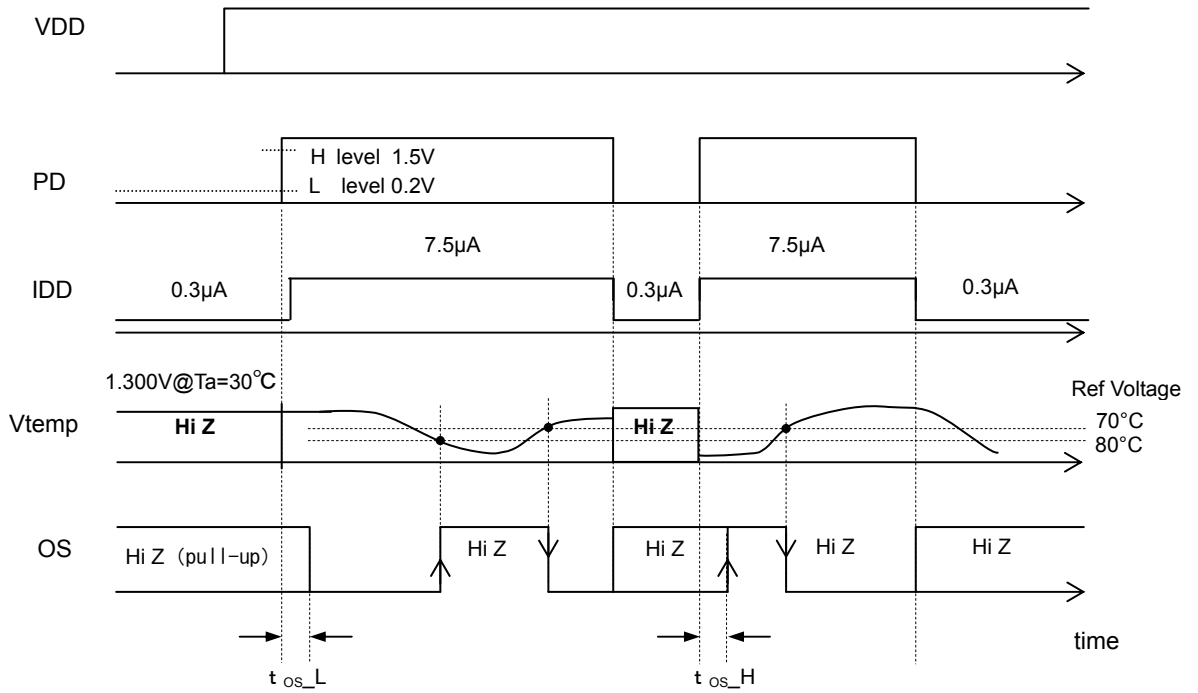 VDD
H level 1.5V
L level 0.2V
PD
7.5µA 7.5µA
IDD 0.3µA 0.3µA 0.3µA
1.300V@Ta=30℃ Ref Voltage
Vtemp Hi Z Hi Z 70°C
80°C
OS Hi Z (pull-up) Hi Z Hi Z Hi Z Hi Z
time
t OS_L t OS_H